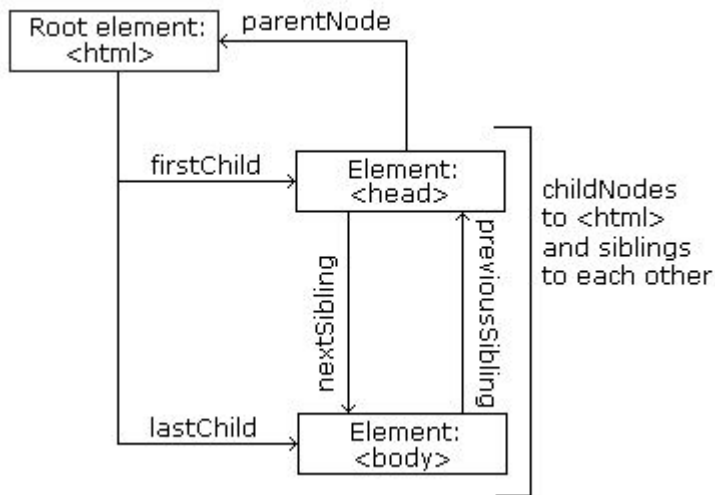 Root element:
<html>
parentNode
firstChild
Element:
<head>
childNodes
to <html>
and siblings
to each other
nextSibling
previousSibling
lastChild
Element:
<body>